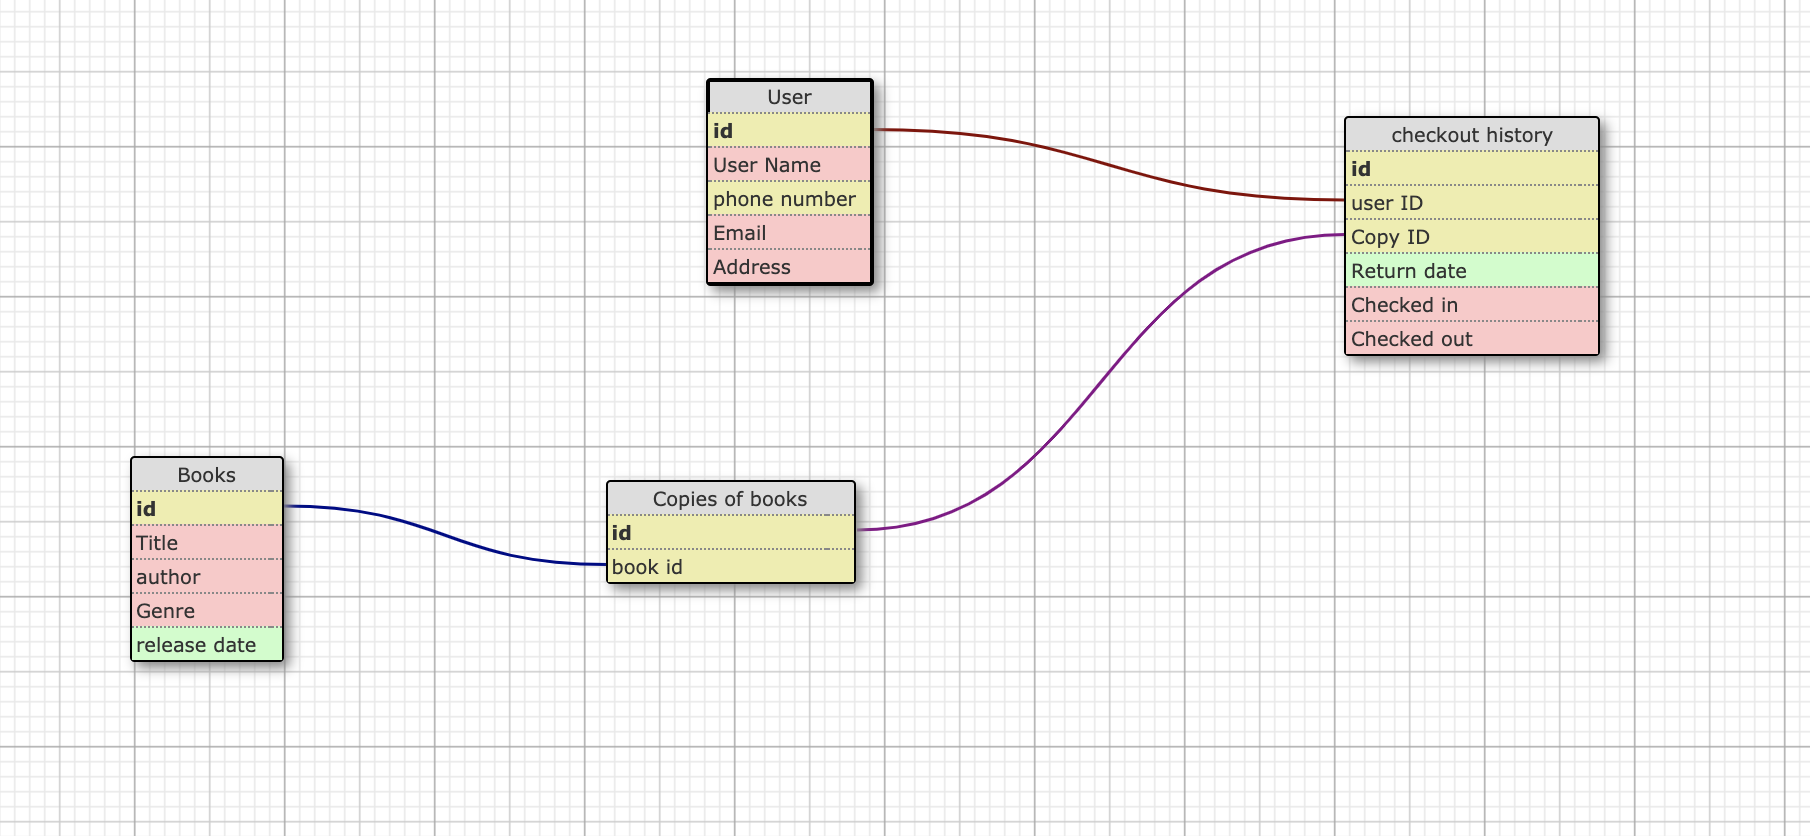 User
id
User Name
phone number
Email
Address
checkout history
id
user ID
Copy ID
Return date
Checked in
Checked out
Books
id
Title
author
Genre
release date
Copies of books
id
book id